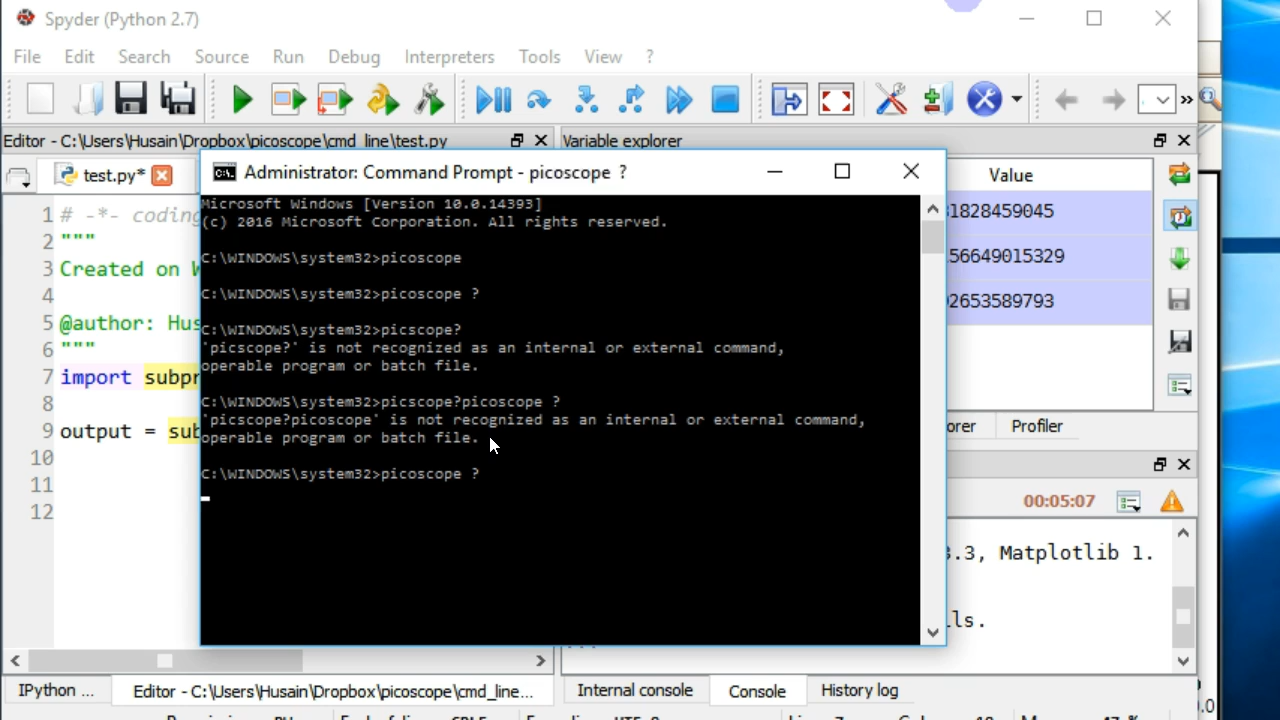 Spyder (Python 2.7)
File Edit Search Source Run Debug Interpreters Tools View ?
Editor - C:\Users\Husain\Dropbox\picoscope\cmd_line\test.py
Variable explorer
test.py*
Administrator: Command Prompt - picoscope ?
Value
Microsoft Windows [Version 10.0.14393]
(c) 2016 Microsoft Corporation. All rights reserved.
C:\WINDOWS\system32>picoscope
C:\WINDOWS\system32>picoscope ?
C:\WINDOWS\system32>picscope?
'picscope?' is not recognized as an internal or external command,
operable program or batch file.
C:\WINDOWS\system32>picscope?picoscope ?
'picscope?picoscope' is not recognized as an internal or external command,
operable program or batch file.
C:\WINDOWS\system32>picoscope ?
1 # -*- coding
2 """
3 Created on
4
5 @author: Hus
6 """
7 import subpr
8
9 output = sub
10
11
12
1828459045
56649015329
2653589793
Profiler
00:05:07
3.3, Matplotlib 1.
IPython ...
Editor - C:\Users\Husain\Dropbox\picoscope\cmd_line...
Internal console
Console
History log